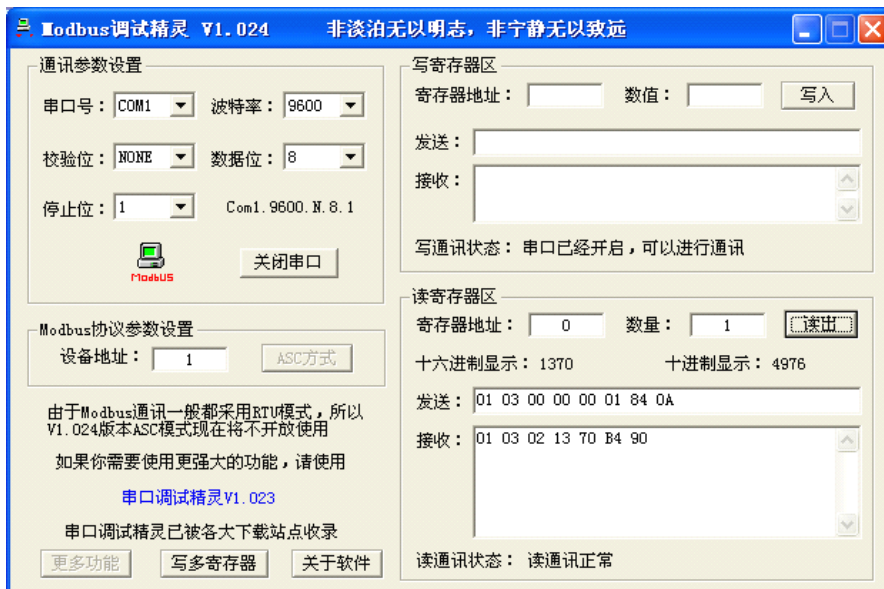 Modbus调试精灵 V1.024 非淡泊无以明志，非宁静无以致远
通讯参数设置
串口号： COM1 波特率： 9600
校验位： NONE 数据位： 8
停止位： 1 Com1.9600.N.8.1
ModbUS 关闭串口
Modbus协议参数设置
设备地址： 1 ASC方式
由于Modbus通讯一般都采用RTU模式，所以
V1.024版本ASC模式现在将不开放使用
如果你需要使用更强大的功能，请使用
串口调试精灵V1.023
串口调试精灵已被各大下载站点收录
更多功能 写多寄存器 关于软件
写寄存器区
寄存器地址： 数值： 写入
发送：
接收：
写通讯状态： 串口已经开启，可以进行通讯
读寄存器区
寄存器地址： 0 数量： 1 读出
十六进制显示： 1370 十进制显示： 4976
发送： 01 03 00 00 00 01 84 0A
接收： 01 03 02 13 70 B4 90
读通讯状态： 读通讯正常